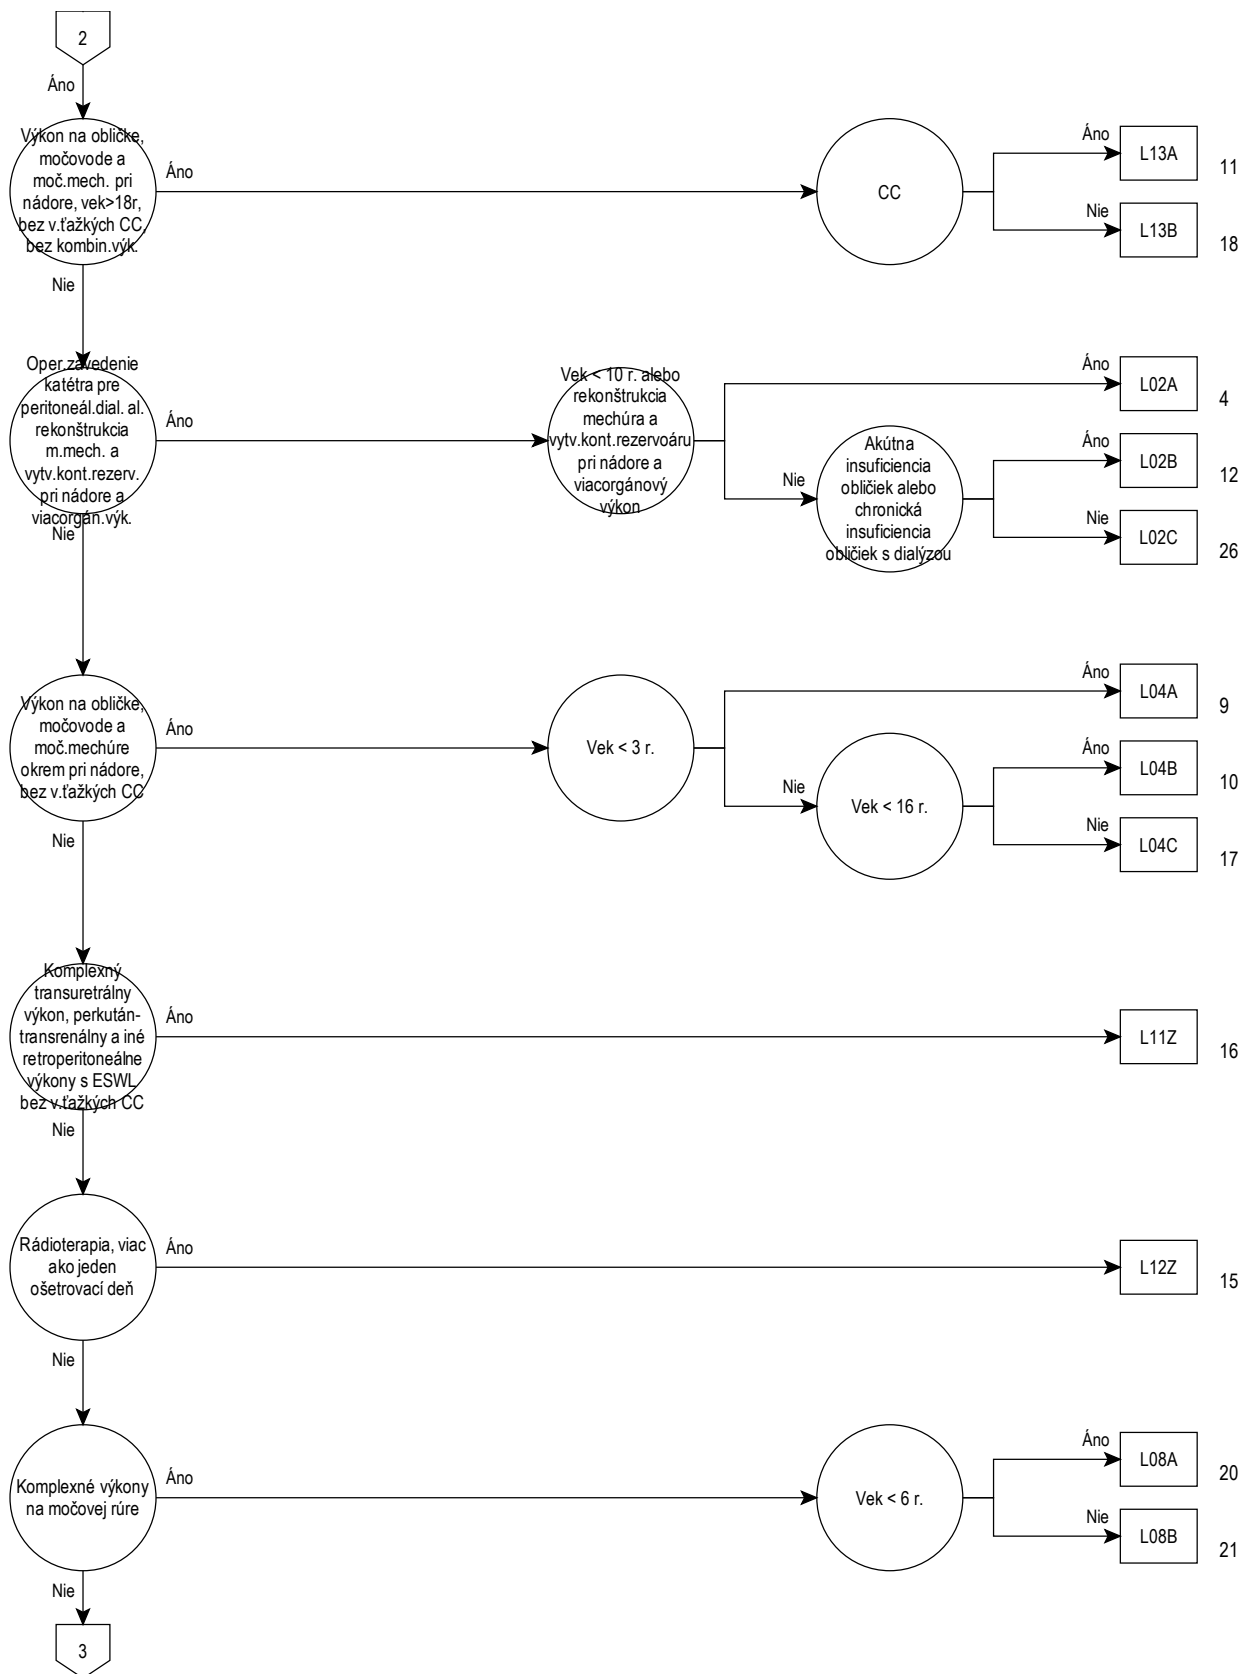 2
Áno
Výkon na obličke,
močovode a
moč.mech. pri
nádore, vek>18r,
bez v.ťažkých CC,
bez kombin.výk.
Áno
CC
Áno
L13A
11
Nie
L13B
18
Nie
Oper.zavedenie
katétra pre
peritoneál.dial. al.
rekonštrukcia
m.mech. a
vytv.kont.rezerv.
pri nádore a
viacorgán.výk.
Áno
Vek < 10 r. alebo
rekonštrukcia
mechúra a
vytv.kont.rezervoáru
pri nádore a
viacorgánový
výkon
Áno
L02A
4
Nie
Akútna
insuficiencia
obličiek alebo
chronická
insuficiencia
obličiek s dialýzou
Áno
L02B
12
Nie
L02C
26
Nie
Výkon na obličke,
močovode a
moč.mechúre
okrem pri nádore,
bez v.ťažkých CC
Áno
Vek < 3 r.
Áno
L04A
9
Nie
Vek < 16 r.
Áno
L04B
10
Nie
L04C
17
Nie
Komplexný
transuretrálny
výkon, perkután-
transrenálny a iné
retroperitoneálne
výkony s ESWL
bez v.ťažkých CC
Áno
L11Z
16
Nie
Rádioterapia, viac
ako jeden
ošetrovací deň
Áno
L12Z
15
Nie
Komplexné výkony
na močovej rúre
Áno
Vek < 6 r.
Áno
L08A
20
Nie
L08B
21
Nie
3